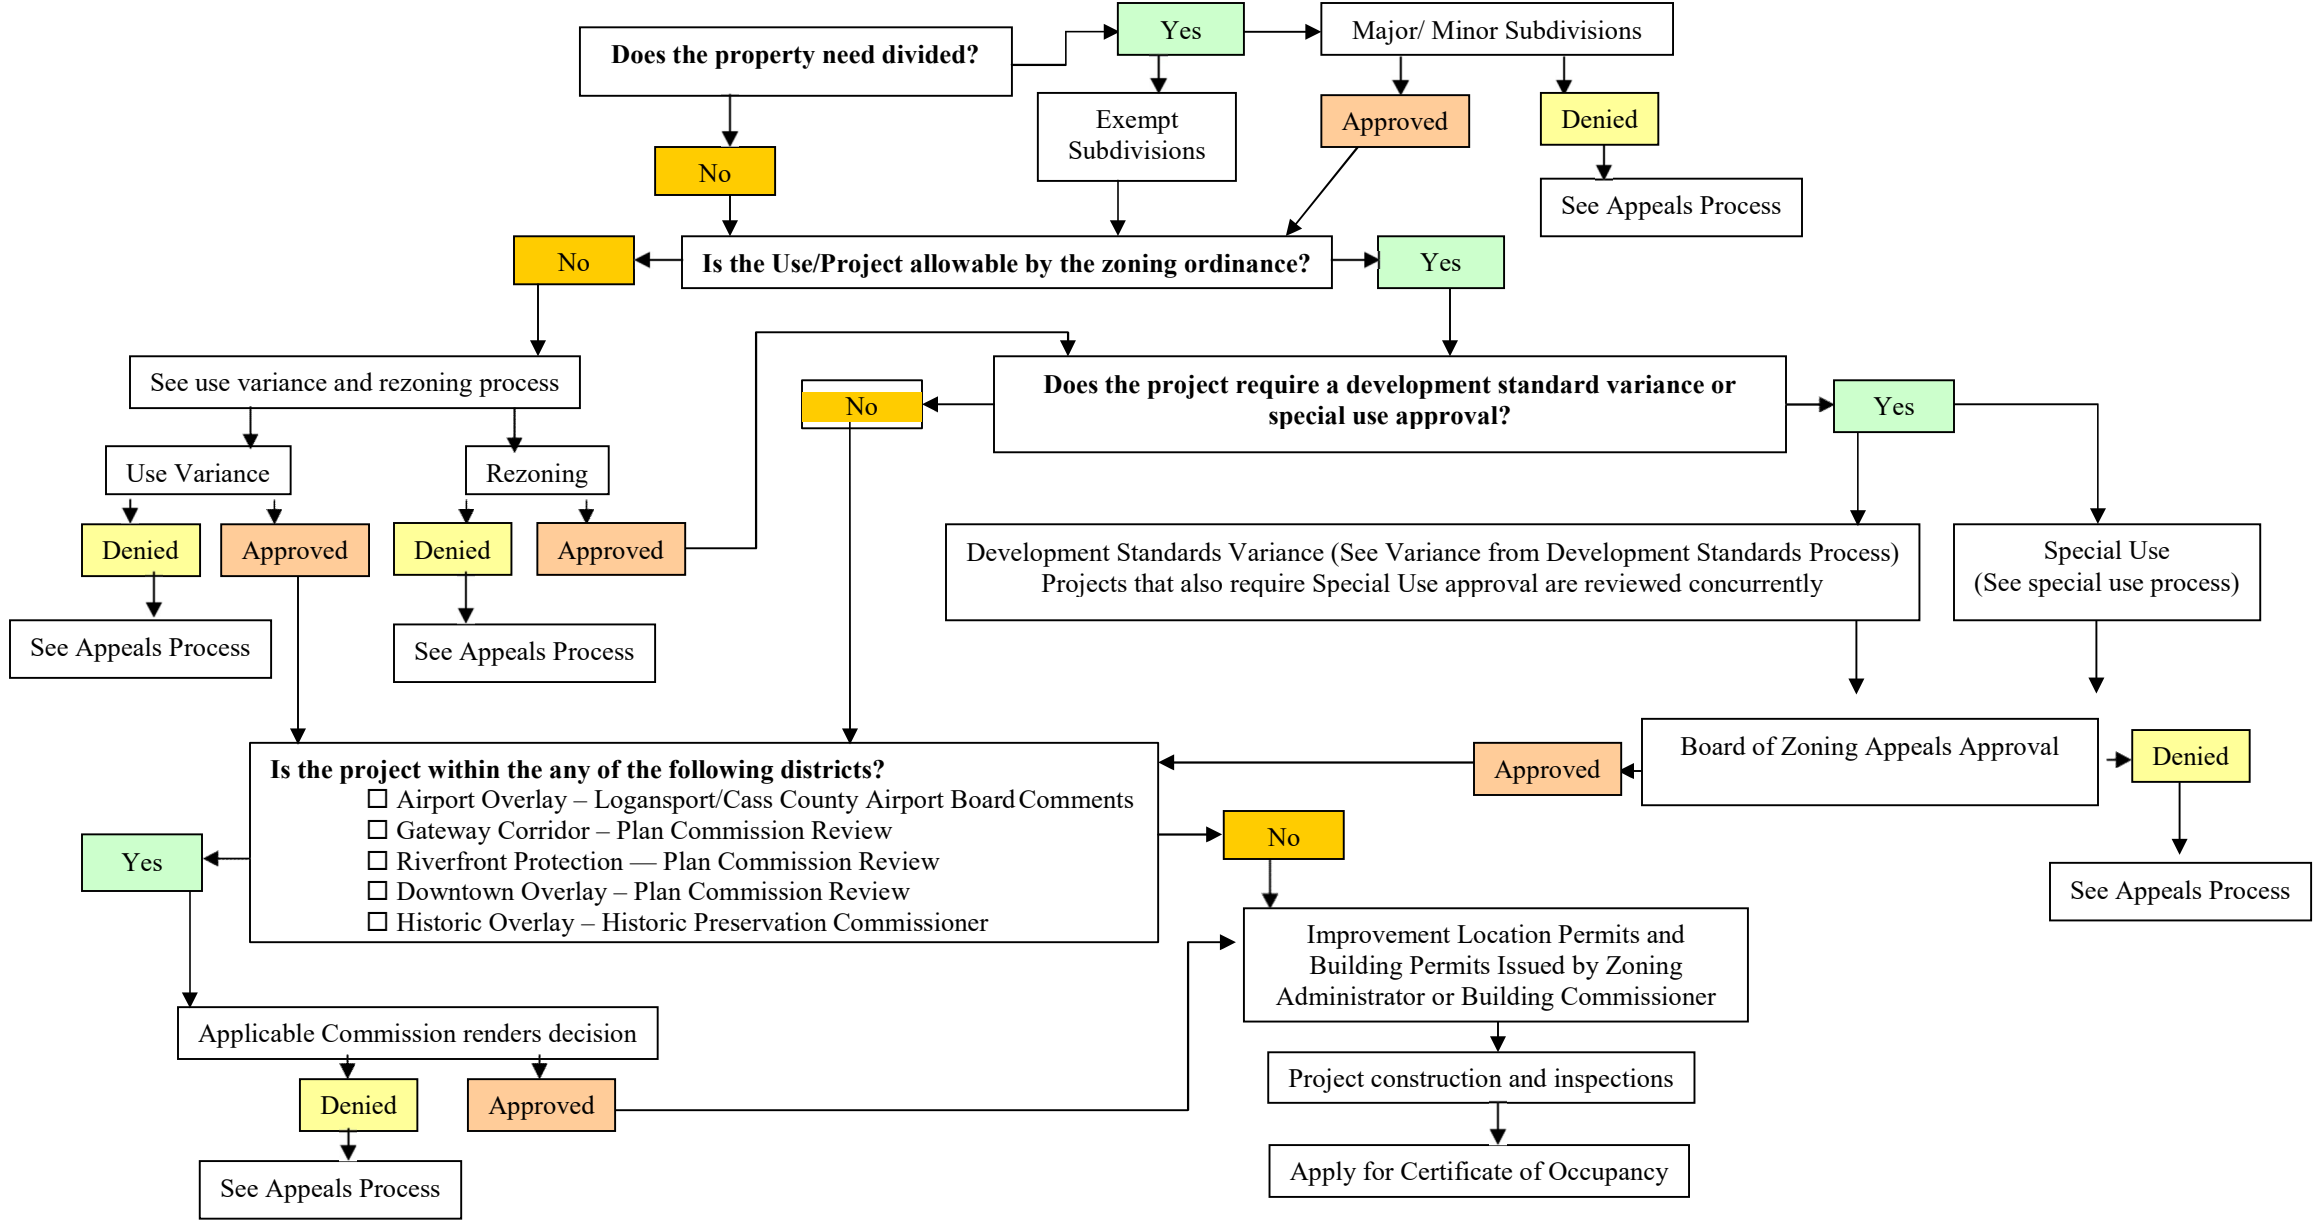 Does the property need divided?
Yes
Major/ Minor Subdivisions
Exempt
Subdivisions
Approved
Denied
No
See Appeals Process
No
Is the Use/Project allowable by the zoning ordinance?
Yes
See use variance and rezoning process
No
Does the project require a development standard variance or
special use approval?
Yes
Use Variance
Rezoning
Denied
Approved
Denied
Approved
Development Standards Variance (See Variance from Development Standards Process)
Projects that also require Special Use approval are reviewed concurrently
Special Use
(See special use process)
See Appeals Process
See Appeals Process
Is the project within the any of the following districts?
☐ Airport Overlay – Logansport/Cass County Airport Board Comments
☐ Gateway Corridor – Plan Commission Review
☐ Riverfront Protection — Plan Commission Review
☐ Downtown Overlay – Plan Commission Review
☐ Historic Overlay – Historic Preservation Commissioner
Approved
Board of Zoning Appeals Approval
Denied
Yes
No
See Appeals Process
Improvement Location Permits and
Building Permits Issued by Zoning
Administrator or Building Commissioner
Applicable Commission renders decision
Project construction and inspections
Denied
Approved
See Appeals Process
Apply for Certificate of Occupancy